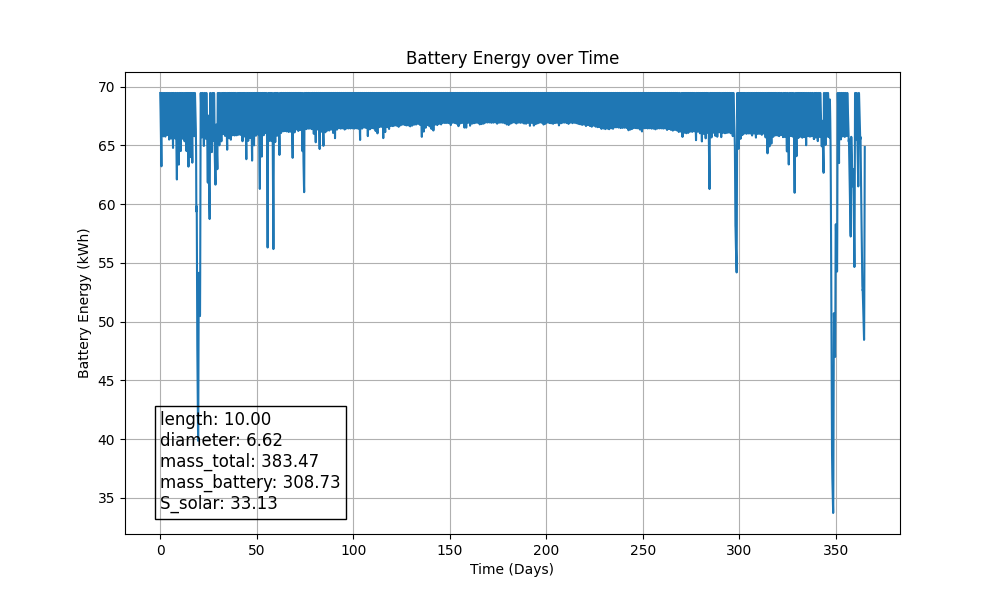 Battery Energy over Time
Battery Energy (kWh)
70
65
60
55
50
45
40
35
length: 10.00
diameter: 6.62
mass_total: 383.47
mass_battery: 308.73
S_solar: 33.13
0 50 100 150 200 250 300 350
Time (Days)